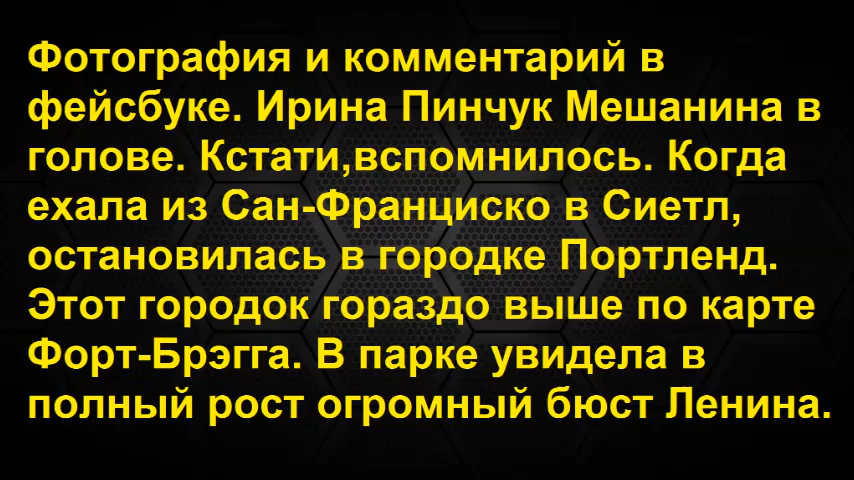 Фотография и комментарий в
фейсбуке. Ирина Пинчук Мешанина в
голове. Кстати,вспомнилось. Когда
ехала из Сан-Франциско в Сиетл,
остановилась в городке Портленд.
Этот городок гораздо выше по карте
Форт-Брэгга. В парке увидела в
полный рост огромный бюст Ленина.